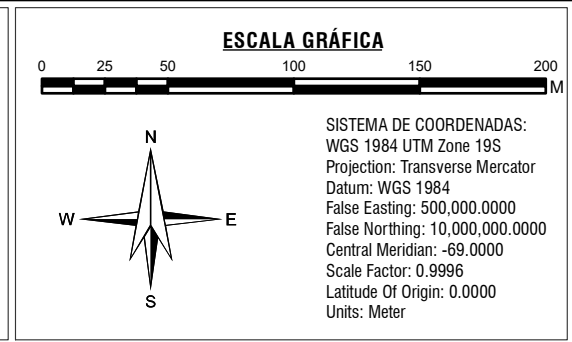 ESCALA GRÁFICA
0 25 50 100 150 200
M
N
W E
S
SISTEMA DE COORDENADAS:
WGS 1984 UTM Zone 19S
Projection: Transverse Mercator
Datum: WGS 1984
False Easting: 500,000.0000
False Northing: 10,000,000.0000
Central Meridian: -69.0000
Scale Factor: 0.9996
Latitude Of Origin: 0.0000
Units: Meter